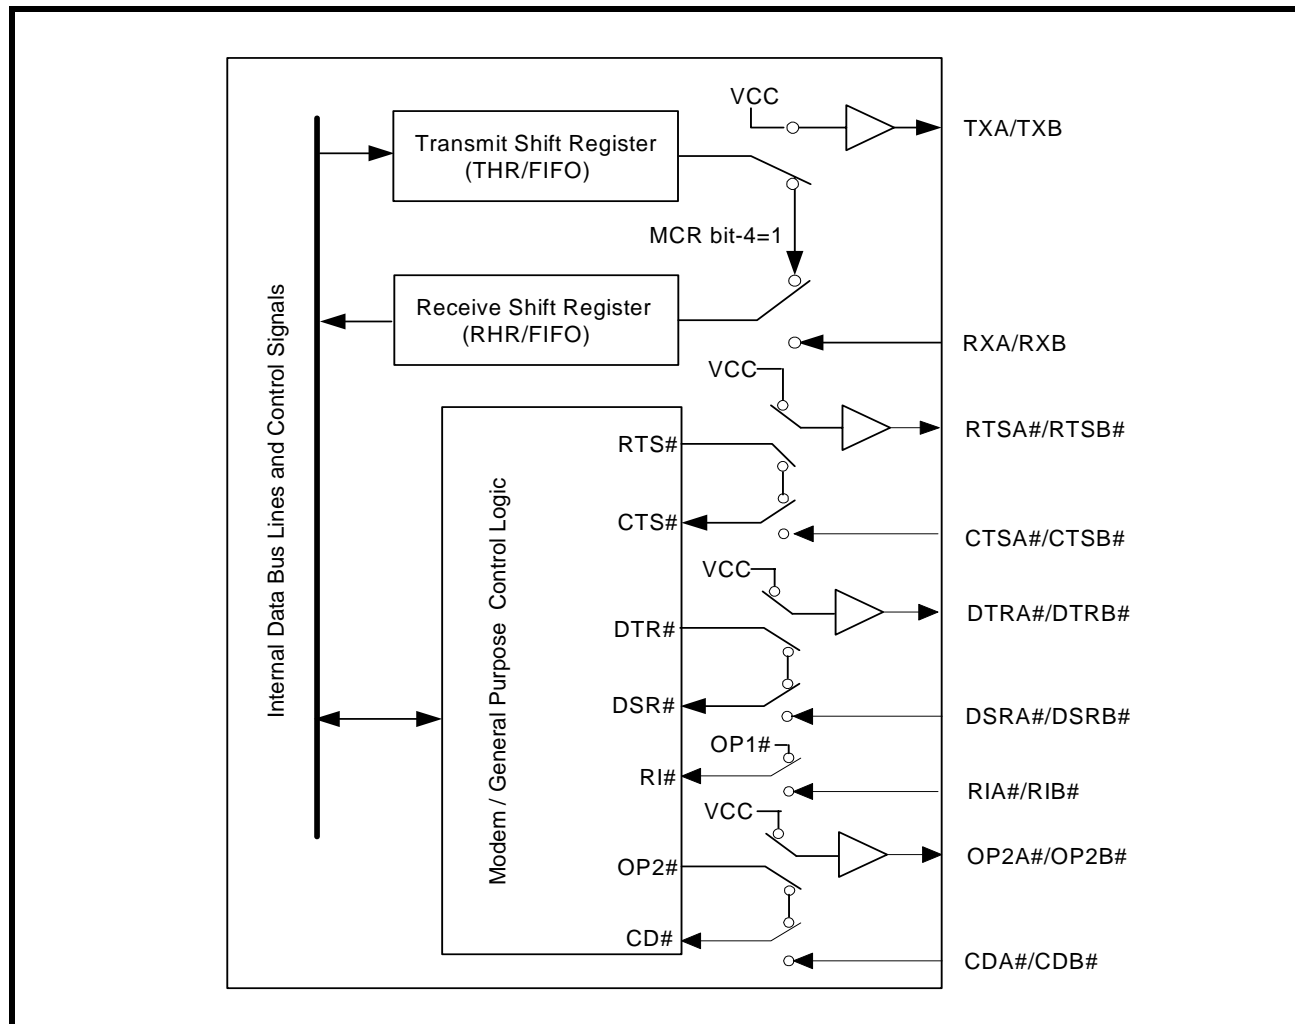 VCC
TXA/TXB
Transmit Shift Register
(THR/FIFO)
MCR bit-4=1
Receive Shift Register
(RHR/FIFO)
RXA/RXB
VCC
RTSA#/RTSB#
RTS#
CTS#
CTSA#/CTSB#
VCC
DTRA#/DTRB#
DTR#
DSR#
DSRA#/DSRB#
OP1#
RI#
RIA#/RIB#
VCC
OP2A#/OP2B#
OP2#
CD#
CDA#/CDB#
Internal Data Bus Lines and Control Signals
Modem / General Purpose Control Logic